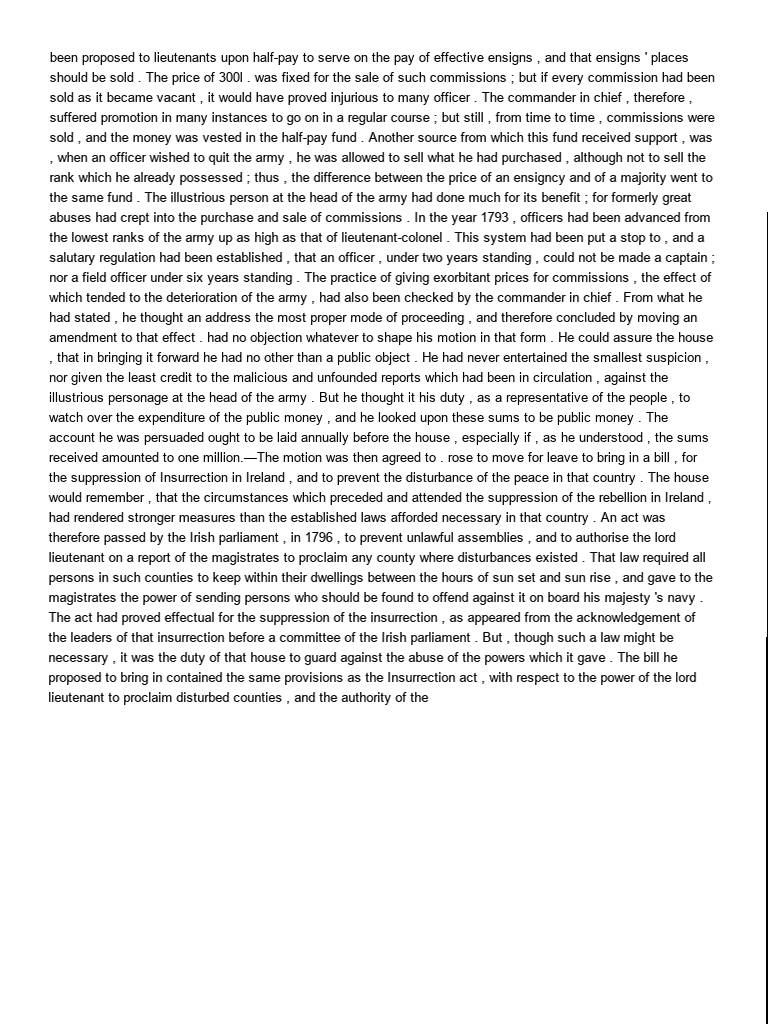 been proposed to lieutenants upon half-pay to serve on the pay of effective ensigns , and that ensigns ' places
should be sold . The price of 300l . was fixed for the sale of such commissions ; but if every commission had been
sold as it became vacant , it would have proved injurious to many officer . The commander in chief , therefore ,
suffered promotion in many instances to go on in a regular course ; but still , from time to time , commissions were
sold , and the money was vested in the half-pay fund . Another source from which this fund received support , was
, when an officer wished to quit the army , he was allowed to sell what he had purchased , although not to sell the
rank which he already possessed ; thus , the difference between the price of an ensigncy and of a majority went to
the same fund . The illustrious person at the head of the army had done much for its benefit ; for formerly great
abuses had crept into the purchase and sale of commissions . In the year 1793 , officers had been advanced from
the lowest ranks of the army up as high as that of lieutenant-colonel . This system had been put a stop to , and a
salutary regulation had been established , that an officer , under two years standing , could not be made a captain ;
nor a field officer under six years standing . The practice of giving exorbitant prices for commissions , the effect of
which tended to the deterioration of the army , had also been checked by the commander in chief . From what he
had stated , he thought an address the most proper mode of proceeding , and therefore concluded by moving an
amendment to that effect . had no objection whatever to shape his motion in that form . He could assure the house
, that in bringing it forward he had no other than a public object . He had never entertained the smallest suspicion ,
nor given the least credit to the malicious and unfounded reports which had been in circulation , against the
illustrious personage at the head of the army . But he thought it his duty , as a representative of the people , to
watch over the expenditure of the public money , and he looked upon these sums to be public money . The
account he was persuaded ought to be laid annually before the house , especially if , as he understood , the sums
received amounted to one million.—The motion was then agreed to . rose to move for leave to bring in a bill , for
the suppression of Insurrection in Ireland , and to prevent the disturbance of the peace in that country . The house
would remember , that the circumstances which preceded and attended the suppression of the rebellion in Ireland ,
had rendered stronger measures than the established laws afforded necessary in that country . An act was
therefore passed by the Irish parliament , in 1796 , to prevent unlawful assemblies , and to authorise the lord
lieutenant on a report of the magistrates to proclaim any county where disturbances existed . That law required all
persons in such counties to keep within their dwellings between the hours of sun set and sun rise , and gave to the
magistrates the power of sending persons who should be found to offend against it on board his majesty 's navy .
The act had proved effectual for the suppression of the insurrection , as appeared from the acknowledgement of
the leaders of that insurrection before a committee of the Irish parliament . But , though such a law might be
necessary , it was the duty of that house to guard against the abuse of the powers which it gave . The bill he
proposed to bring in contained the same provisions as the Insurrection act , with respect to the power of the lord
lieutenant to proclaim disturbed counties , and the authority of the